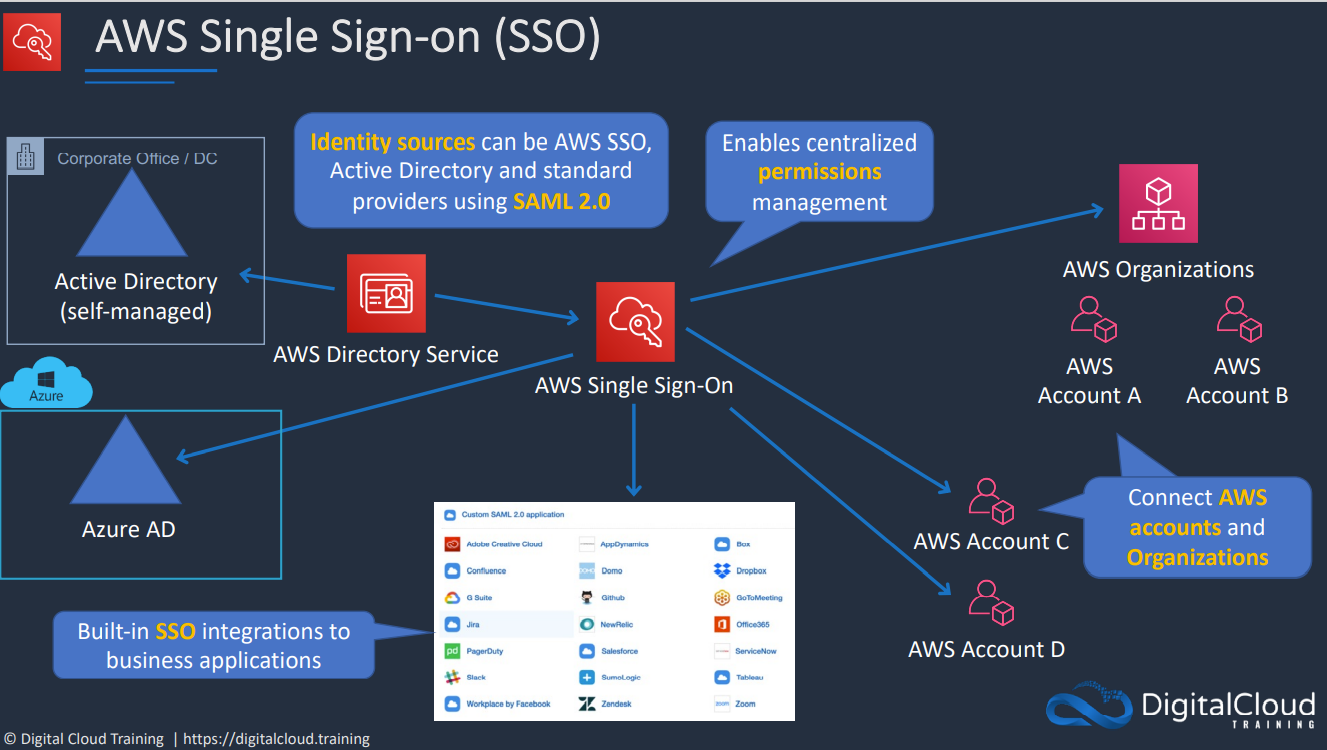 AWS Single Sign-on (SSO)
Identity sources can be AWS SSO,
Active Directory and standard
providers using SAML 2.0
Enables centralized
permissions
management
Corporate Office / DC
Active Directory
(self-managed)
AWS Directory Service
AWS Single Sign-On
AWS Organizations
AWS
Account A
AWS
Account B
Azure
Azure AD
Connect AWS
accounts and
Organizations
AWS Account C
AWS Account D
Built-in SSO integrations to
business applications
Custom SAML 2.0 application
Adobe Creative Cloud
AppDynamics
Box
Confluence
Domo
Dropbox
G Suite
Github
GoToMeeting
Jira
NewRelic
Office365
pd PagerDuty
Salesforce
ServiceNow
Slack
SumoLogic
Tableau
Workplace by Facebook
Zendesk
Zoom
DigitalCloud
TRAINING
© Digital Cloud Training | https://digitalcloud.training